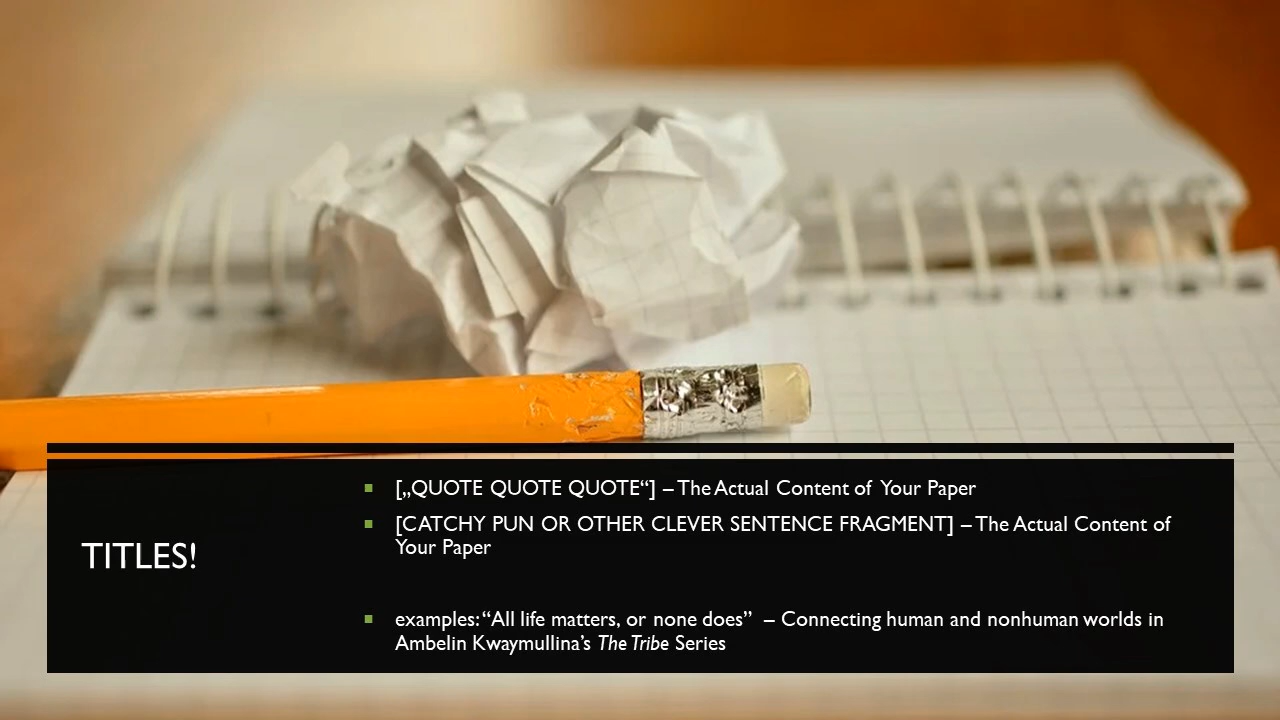 TITLES!
[„QUOTE QUOTE QUOTE“] – The Actual Content of Your Paper
[CATCHY PUN OR OTHER CLEVER SENTENCE FRAGMENT] – The Actual Content of
Your Paper
examples: “All life matters, or none does” – Connecting human and nonhuman worlds in
Ambelin Kwaymullina’s The Tribe Series